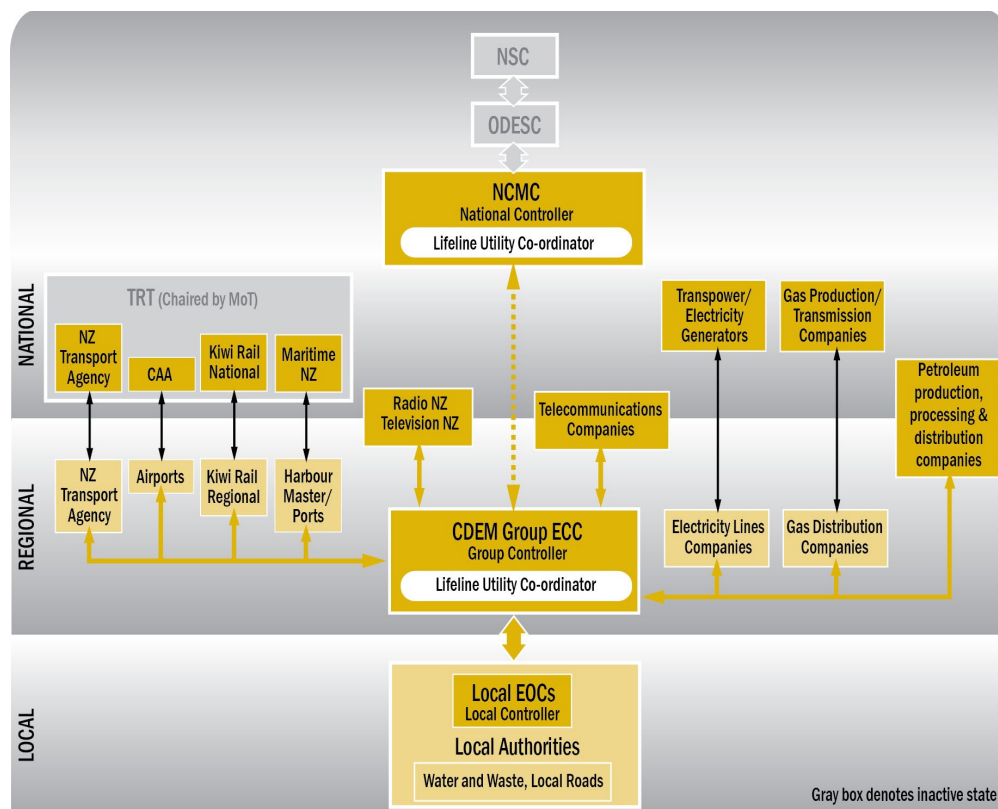 NSC
ODESC
NCMC
National Controller
Lifeline Utility Co-ordinator
NATIONAL
TRT (Chaired by MoT)
NZ
Transport
Agency
CAA
Kiwi Rail
National
Maritime
NZ
Transpower/
Electricity
Generators
Gas Production/
Transmission
Companies
Petroleum
production,
processing &
distribution
companies
Radio NZ
Television NZ
Telecommunications
Companies
REGIONAL
NZ
Transport
Agency
Airports
Kiwi Rail
Regional
Harbour
Master/
Ports
CDEM Group ECC
Group Controller
Lifeline Utility Co-ordinator
Electricity Lines
Companies
Gas Distribution
Companies
LOCAL
Local EOCs
Local Controller
Local Authorities
Water and Waste, Local Roads
Gray box denotes inactive state